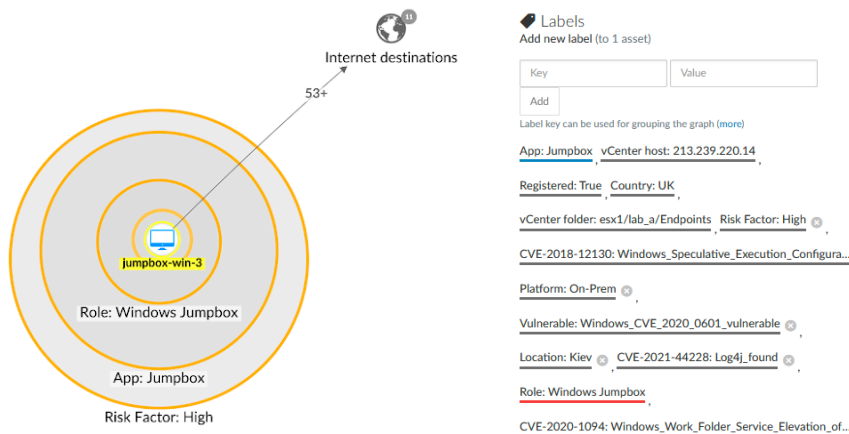 11
Internet destinations
53+
jumpbox-win-3
Role: Windows Jumpbox
App: Jumpbox
Risk Factor: High
Labels
Add new label (to 1 asset)
Key Value
Add
Label key can be used for grouping the graph (more)
App: Jumpbox , vCenter host: 213.239.220.14 ,
Registered: True , Country: UK ,
vCenter folder: esx1/lab_a/Endpoints , Risk Factor: High ,
CVE-2018-12130: Windows_Speculative_Execution_Configura...
Platform: On-Prem ,
Vulnerable: Windows_CVE_2020_0601_vulnerable ,
Location: Kiev , CVE-2021-44228: Log4j_found ,
Role: Windows Jumpbox ,
CVE-2020-1094: Windows_Work_Folder_Service_Elevation_of...